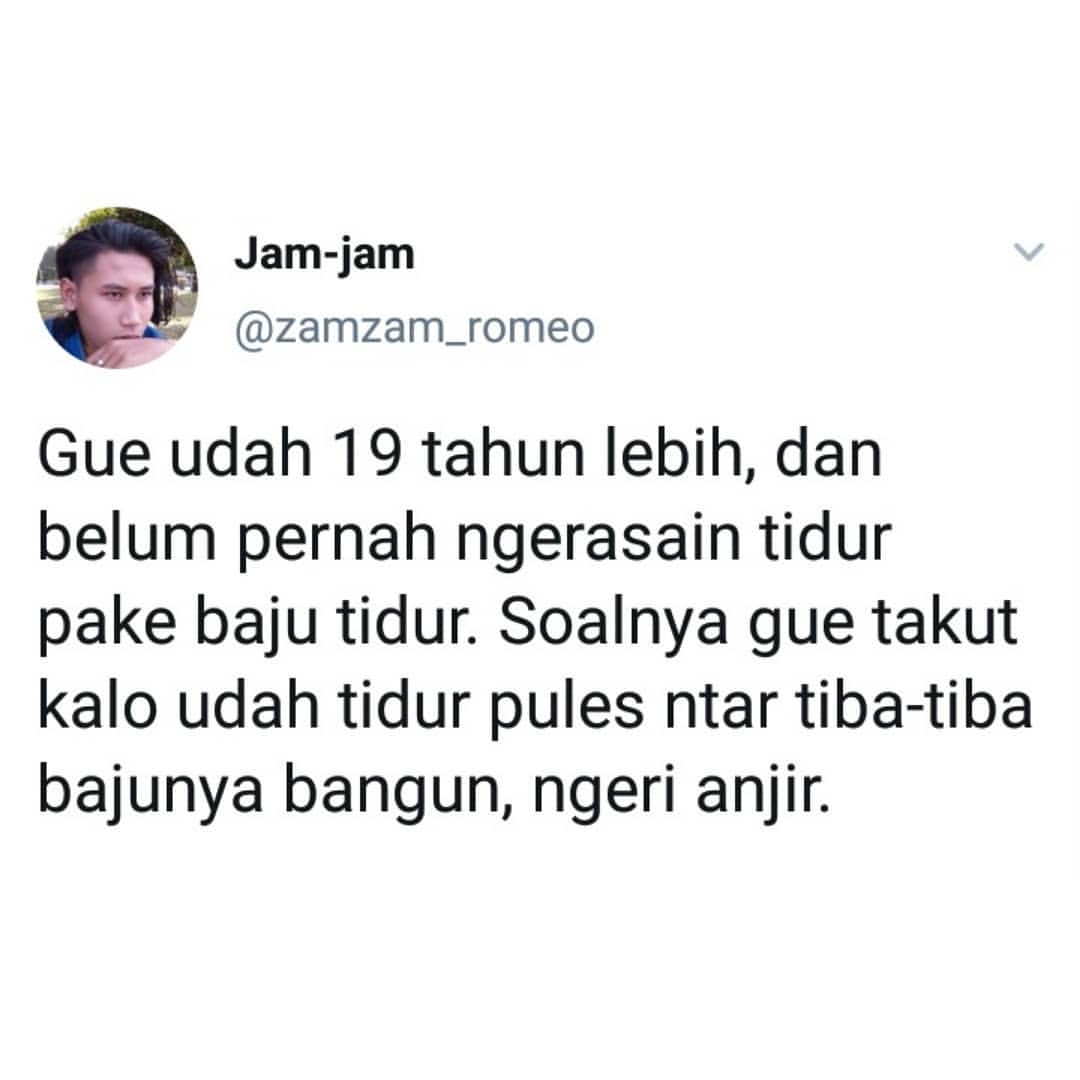 Jam-jam
@zamzam_romeo
Gue udah 19 tahun lebih, dan
belum pernah ngerasain tidur
pake baju tidur. Soalnya gue takut
kalo udah tidur pules ntar tiba-tiba
bajunya bangun, ngeri anjir.